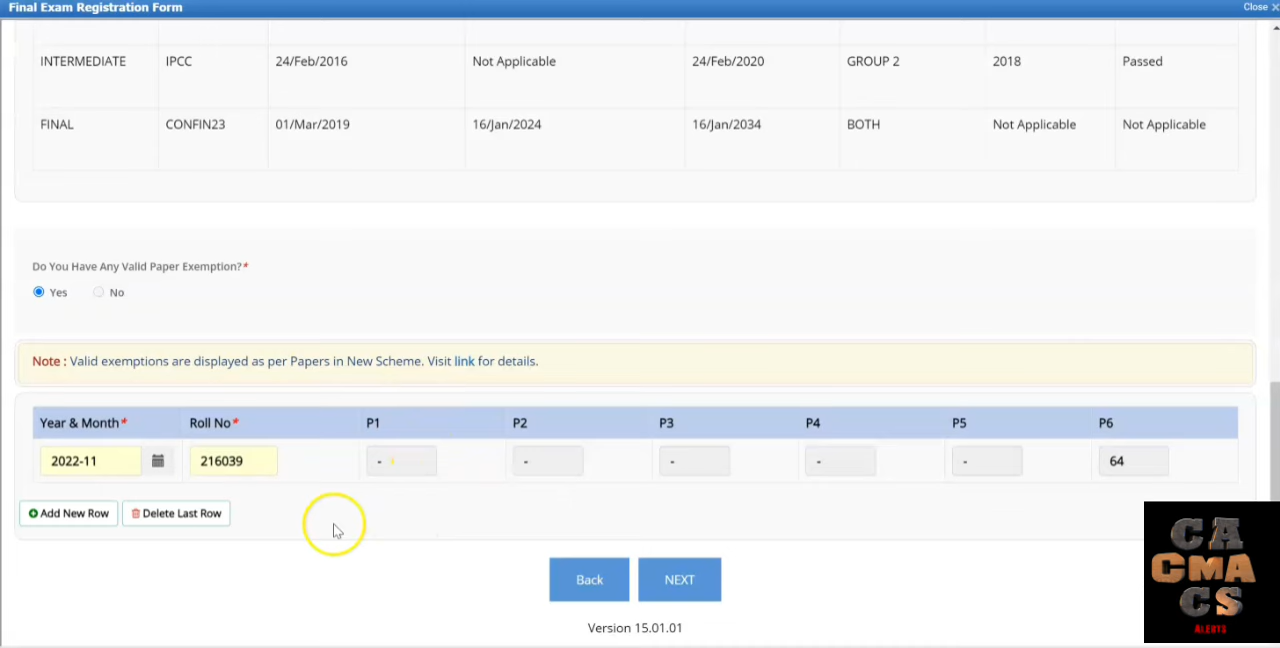 Final Exam Registration Form
Close ✕
INTERMEDIATE IPCC 24/Feb/2016 Not Applicable 24/Feb/2020 GROUP 2 2018 Passed
FINAL CONFIN23 01/Mar/2019 16/Jan/2024 16/Jan/2034 BOTH Not Applicable Not Applicable
Do You Have Any Valid Paper Exemption?*
Yes No
Note : Valid exemptions are displayed as per Papers in New Scheme. Visit link for details.
Year & Month* Roll No* P1 P2 P3 P4 P5 P6
2022-11 216039 - - - - - 64
Add New Row Delete Last Row
Back NEXT
Version 15.01.01
CA
CMA
CS
ALERTS